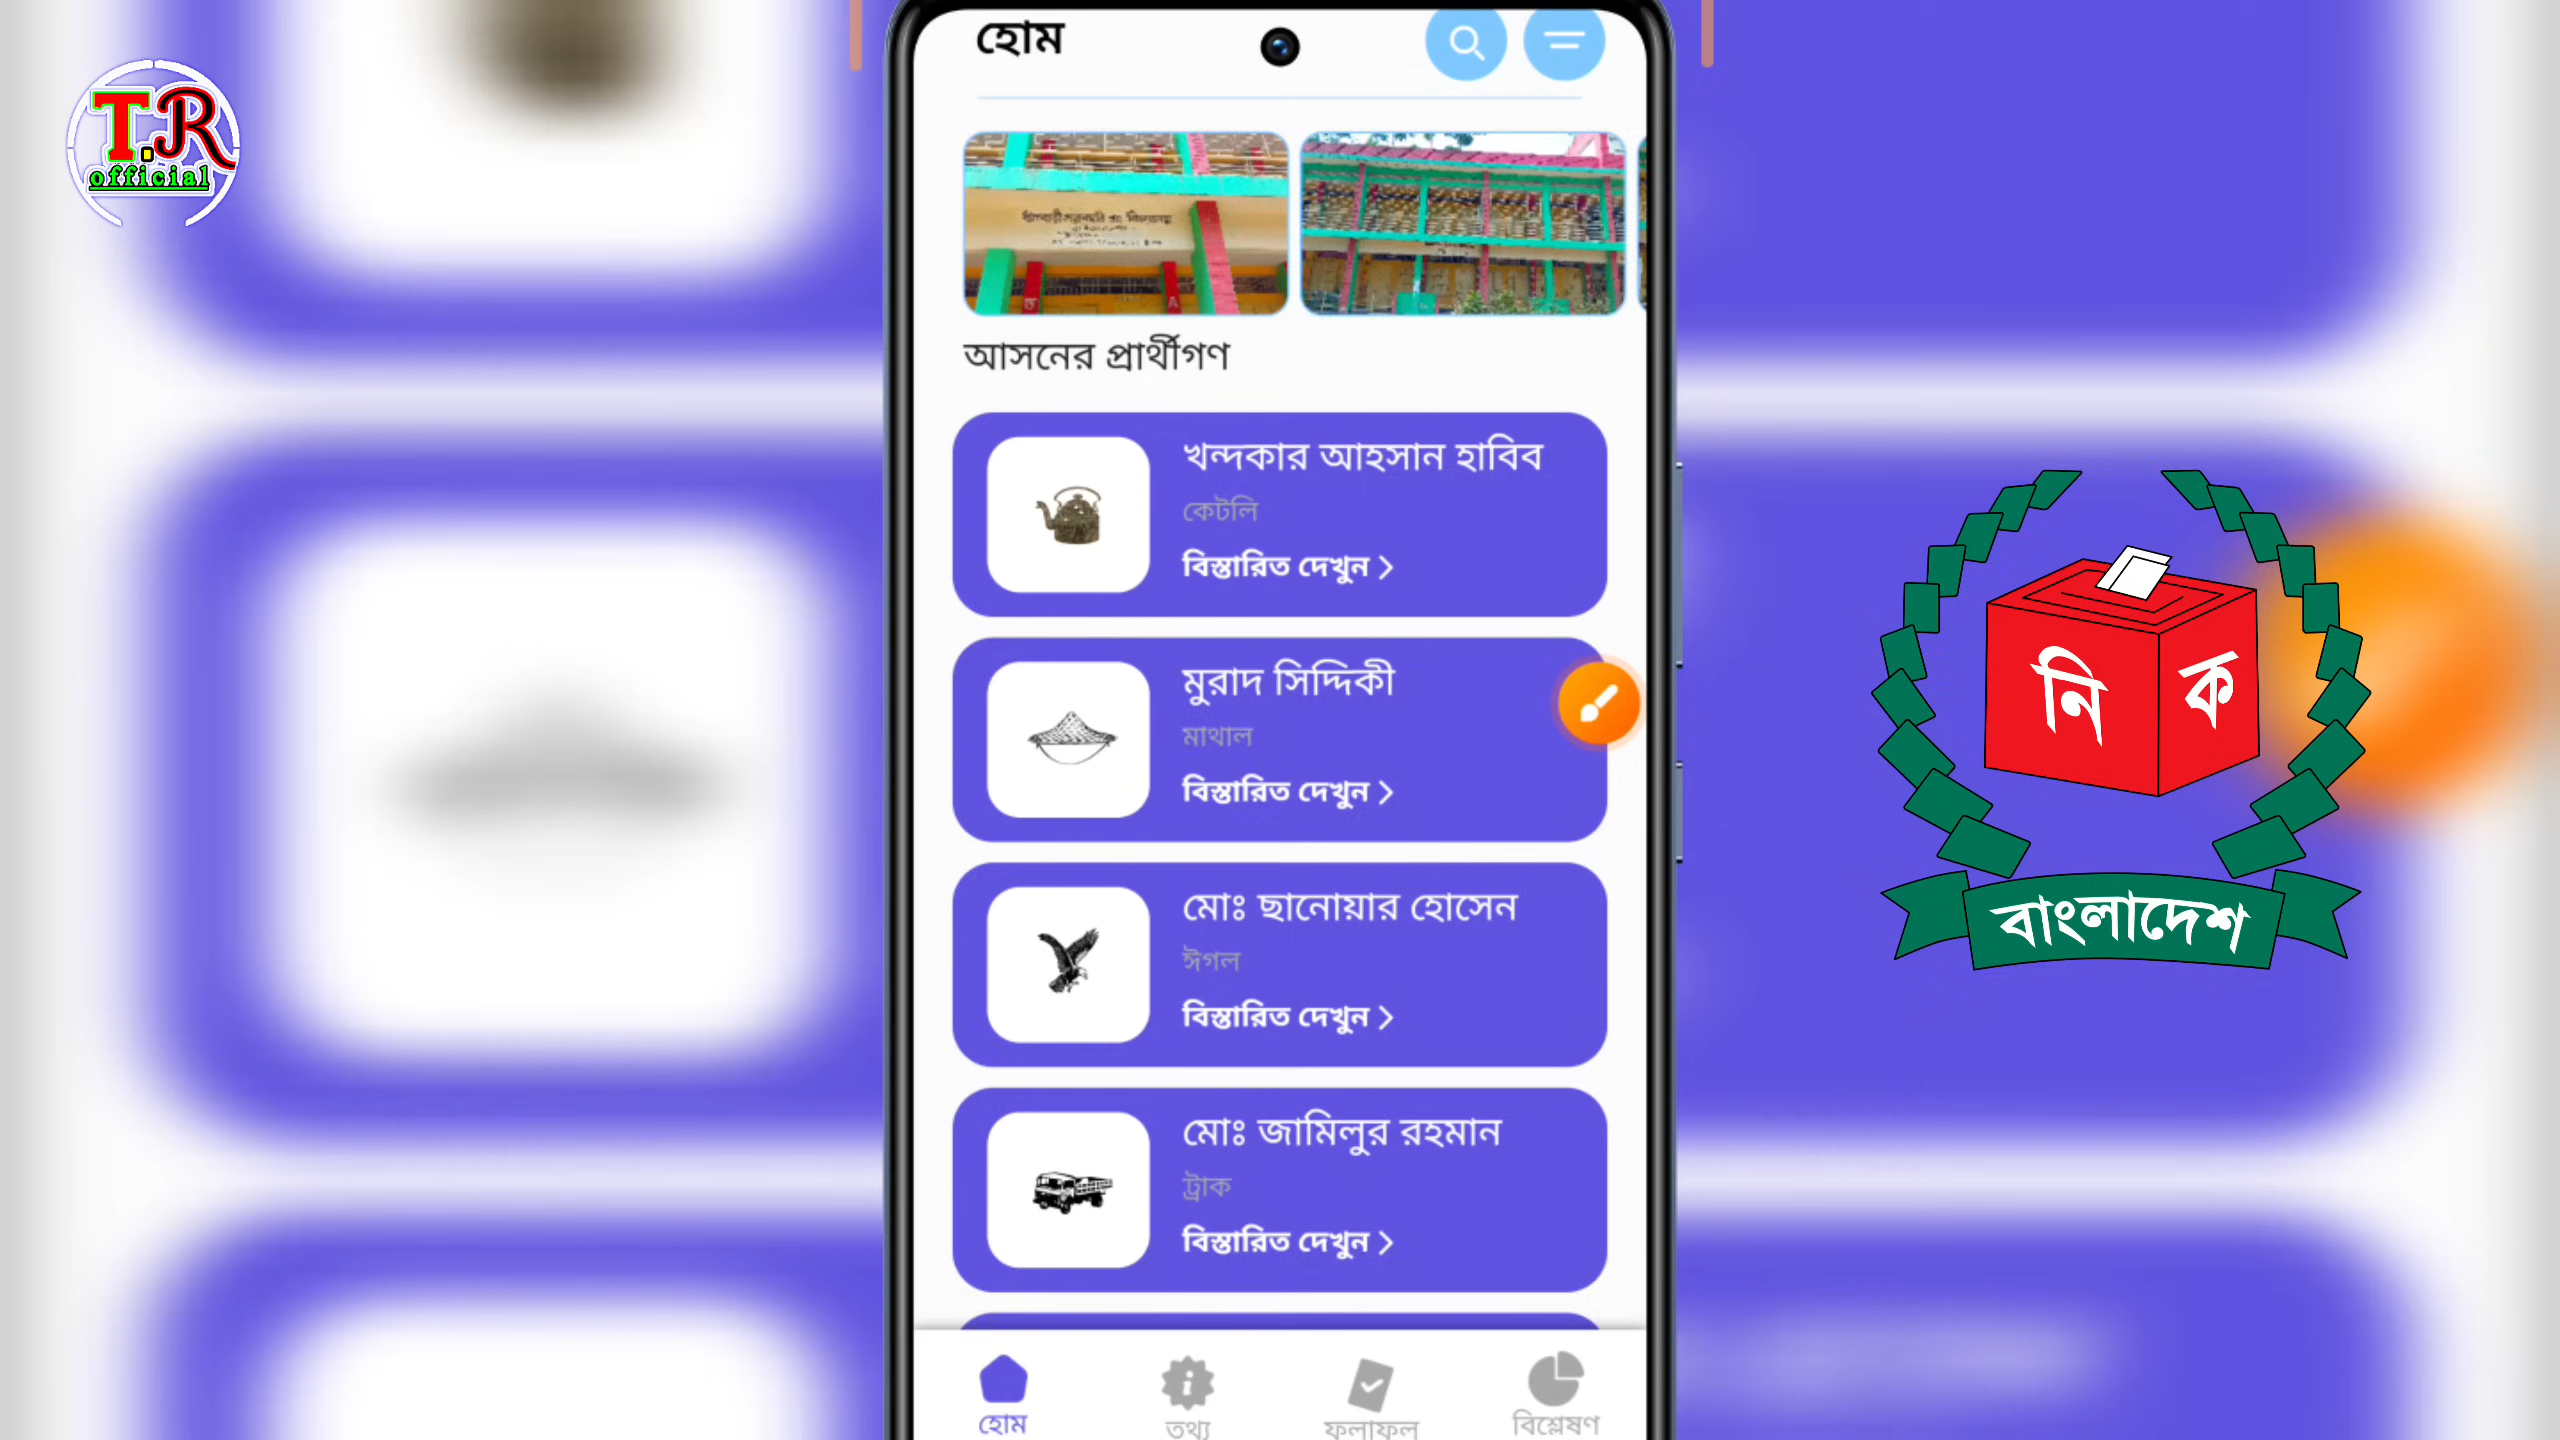 T.R
official
হোম
আসনের প্রার্থীগণ
খন্দকার আহসান হাবিব
কেটলি
বিস্তারিত দেখুন >
মুরাদ সিদ্দিকী
মাথাল
বিস্তারিত দেখুন >
মোঃ ছানোয়ার হোসেন
ঈগল
বিস্তারিত দেখুন >
মোঃ জামিলুর রহমান
ট্রাক
বিস্তারিত দেখুন >
হোম
তথ্য
ফলাফল
বিশ্লেষণ
নি ক
বাংলাদেশ